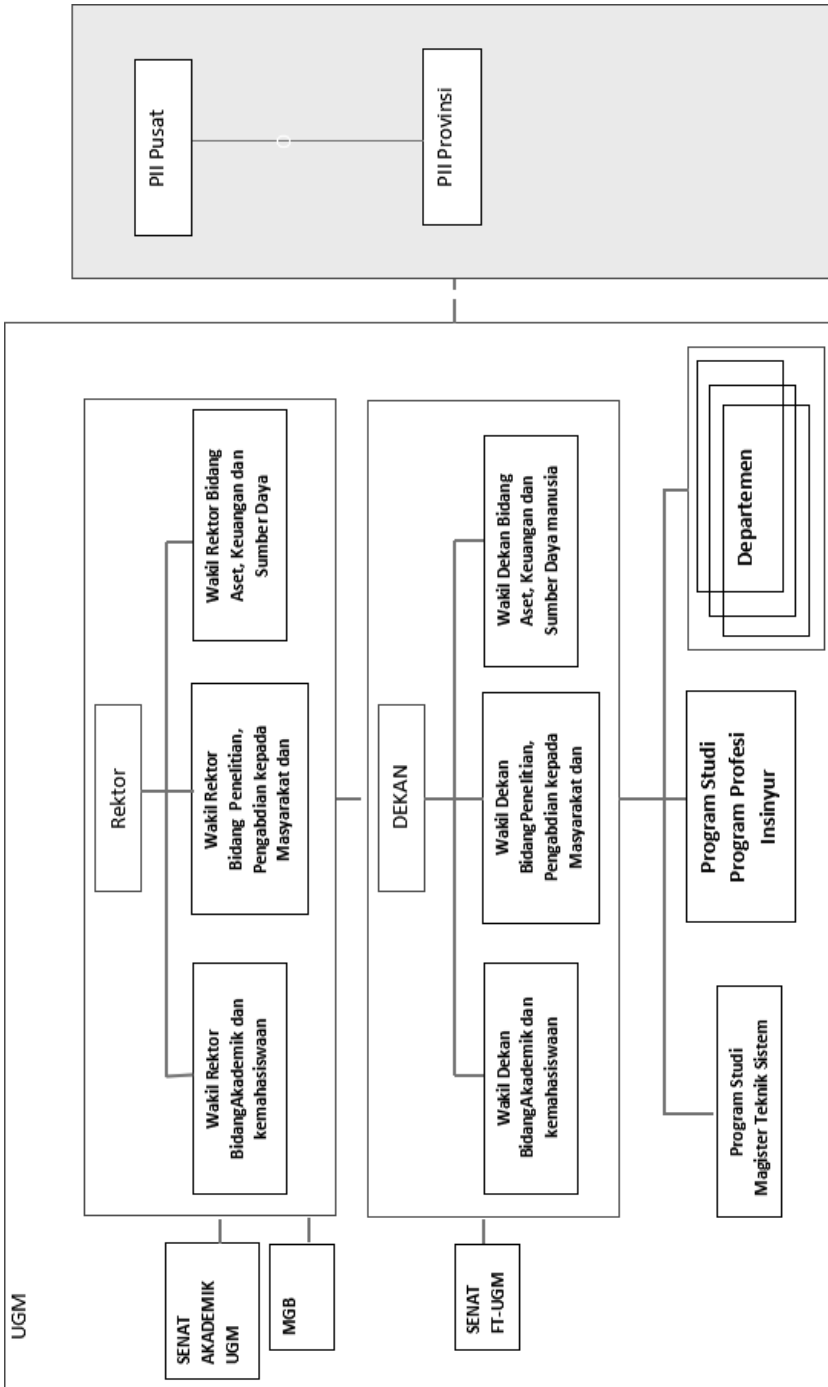 UGM
SENAT
AKADEMIK
UGM
MGB
Rektor
Wakil Rektor
BidangAkademik dan
kemahasiswaan
Wakil Rektor
Bidang Penelitian,
Pengabdian kepada
Masyarakat dan
Wakil Rektor Bidang
Aset, Keuangan dan
Sumber Daya
SENAT
FT-UGM
DEKAN
Wakil Dekan
BidangAkademik dan
kemahasiswaan
Wakil Dekan
BidangPenelitian,
Pengabdian kepada
Masyarakat dan
Wakil Dekan Bidang
Aset, Keuangan dan
Sumber Daya manusia
Program Studi
Magister Teknik Sistem
Program Studi
Program Profesi
Insinyur
Departemen
PII Pusat
PII Provinsi